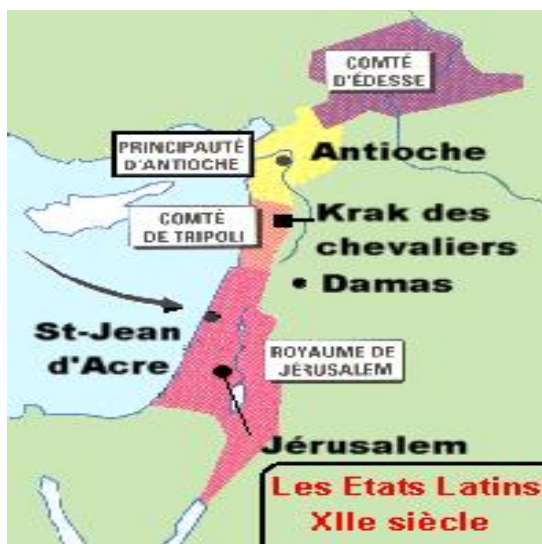 COMTÉ
D'ÉDESSE
PRINCIPAUTÉ
D'ANTIOCHE
Antioche
COMTÉ
DE TRIPOLI
Krak des
chevaliers
Damas
St-Jean
d'Acre
ROYAUME DE
JÉRUSALEM
Jérusalem
Les Etats Latins
XIIe siècle